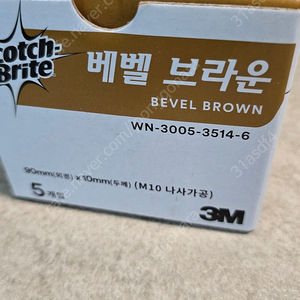 Scotch-Brite
베벨 브라운
BEVEL BROWN
WN-3005-3514-6
90mm(외경) x 10mm(두께) (M10 나사가공)
5 개입
3M